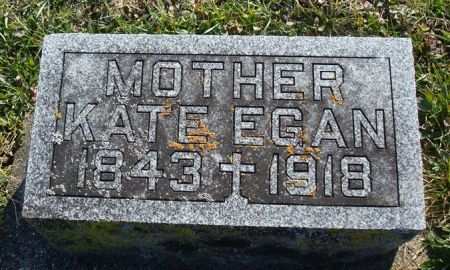 MOTHER
KATE EGAN
1843 ✝ 1918